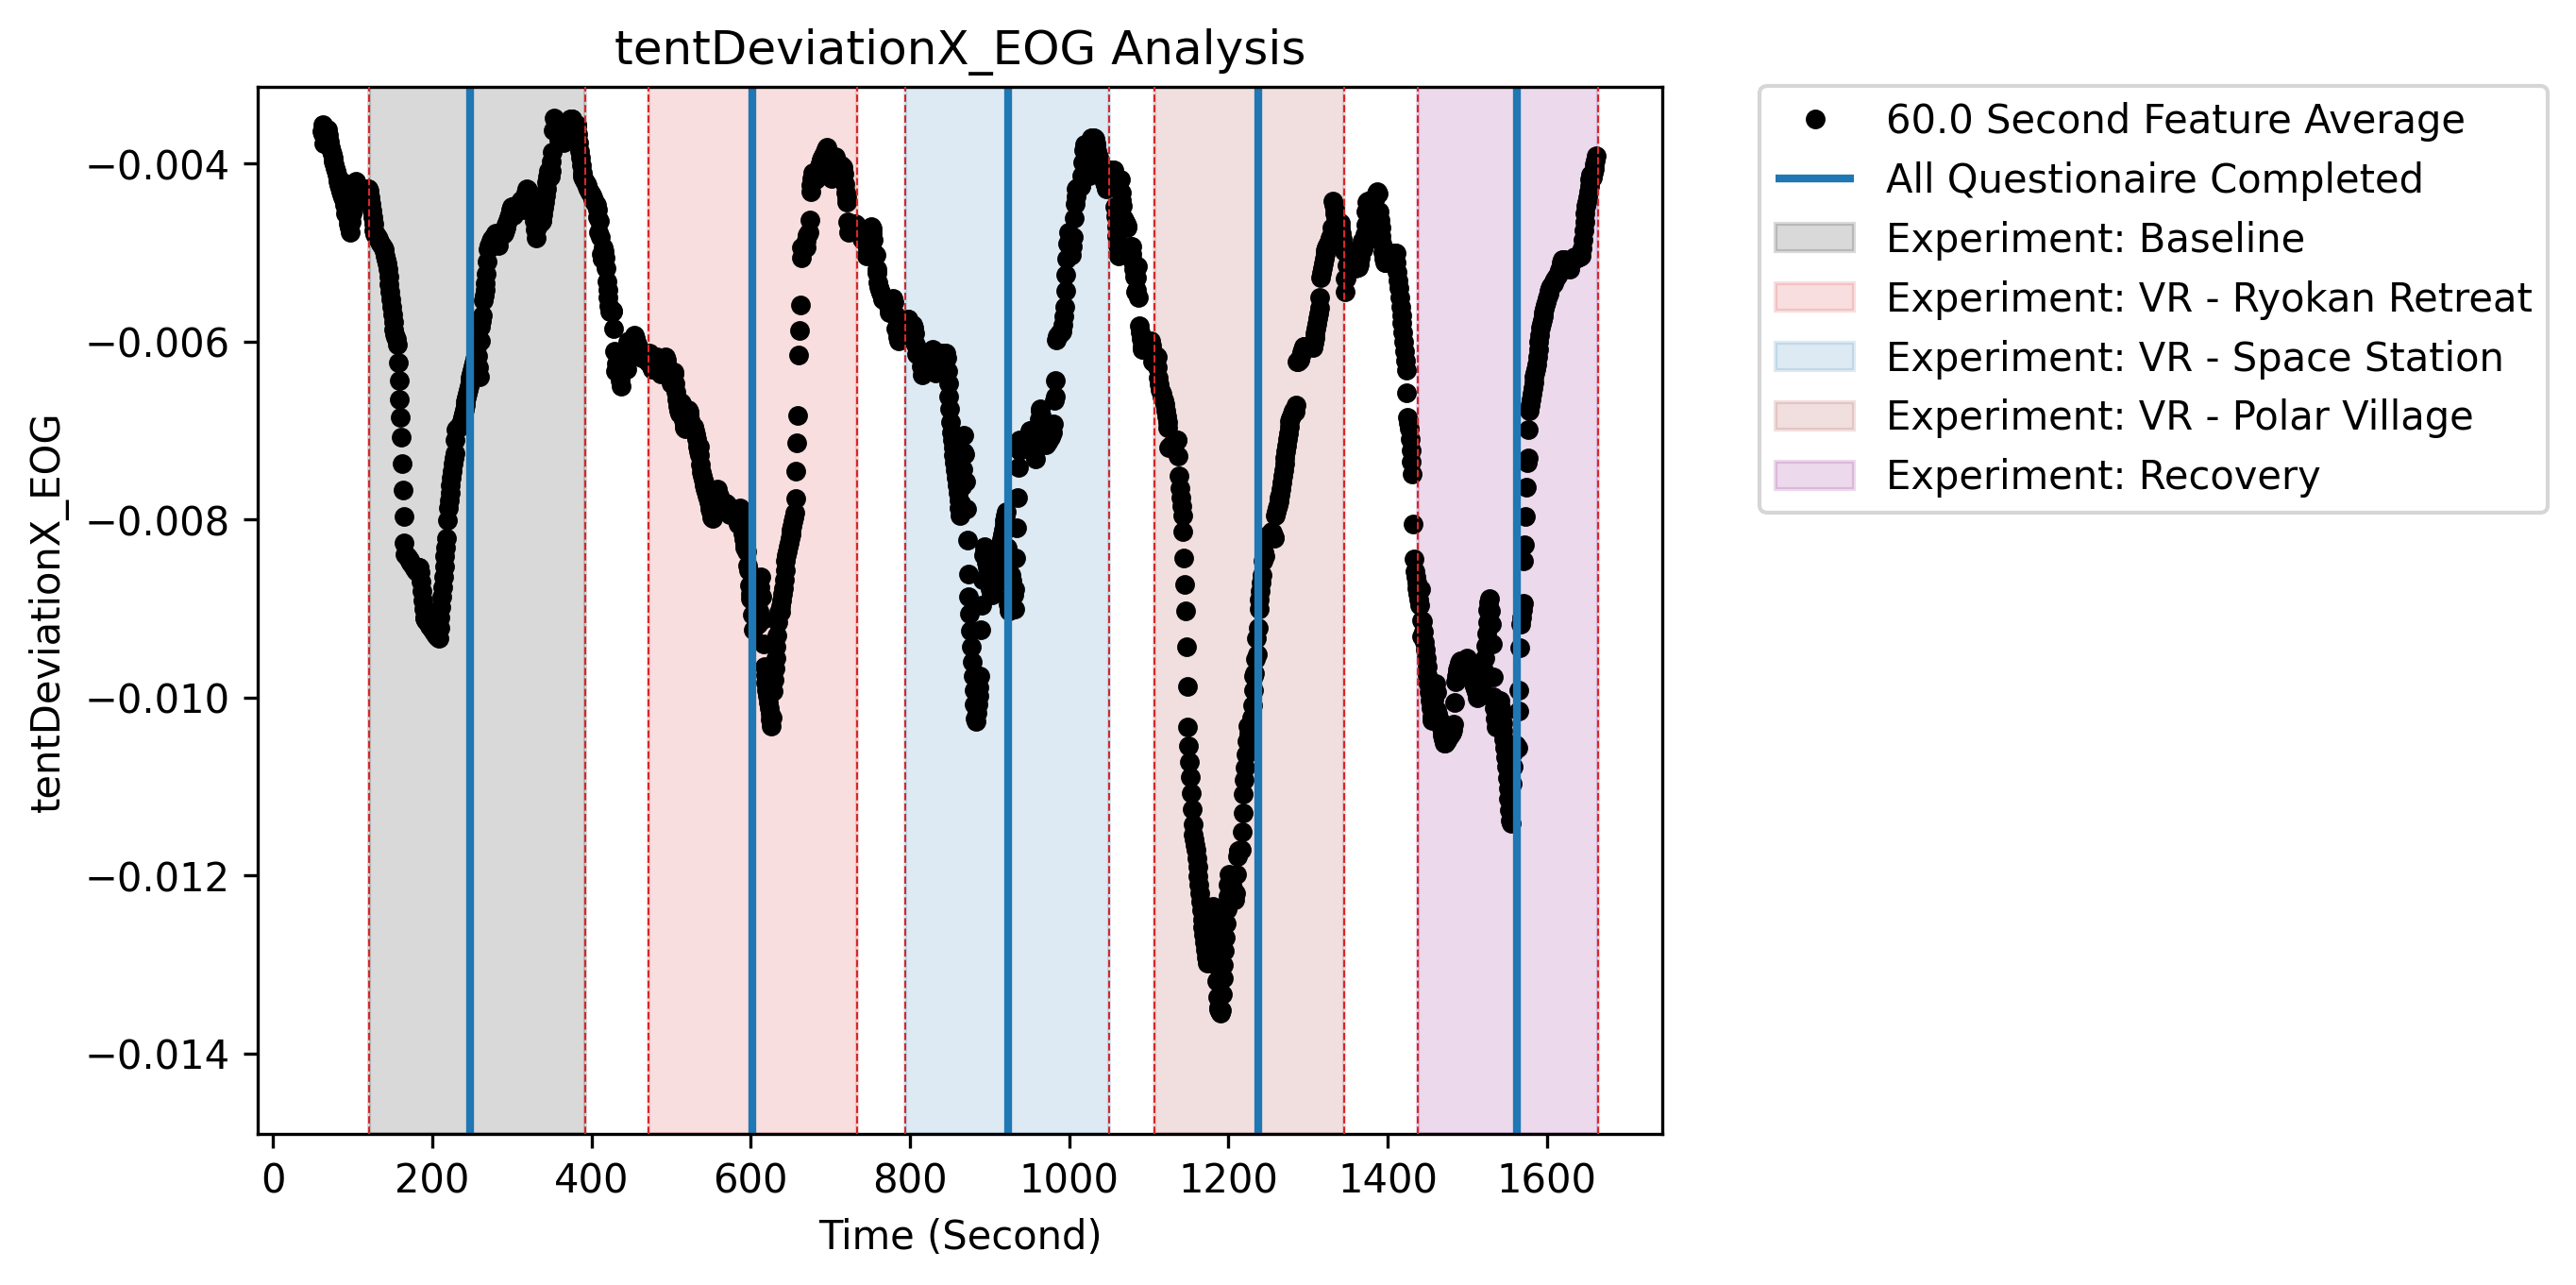 tentDeviationX_EOG Analysis
tentDeviationX_EOG
−0.004
−0.006
−0.008
−0.010
−0.012
−0.014
0 200 400 600 800 1000 1200 1400 1600
Time (Second)
60.0 Second Feature Average
All Questionaire Completed
Experiment: Baseline
Experiment: VR - Ryokan Retreat
Experiment: VR - Space Station
Experiment: VR - Polar Village
Experiment: Recovery